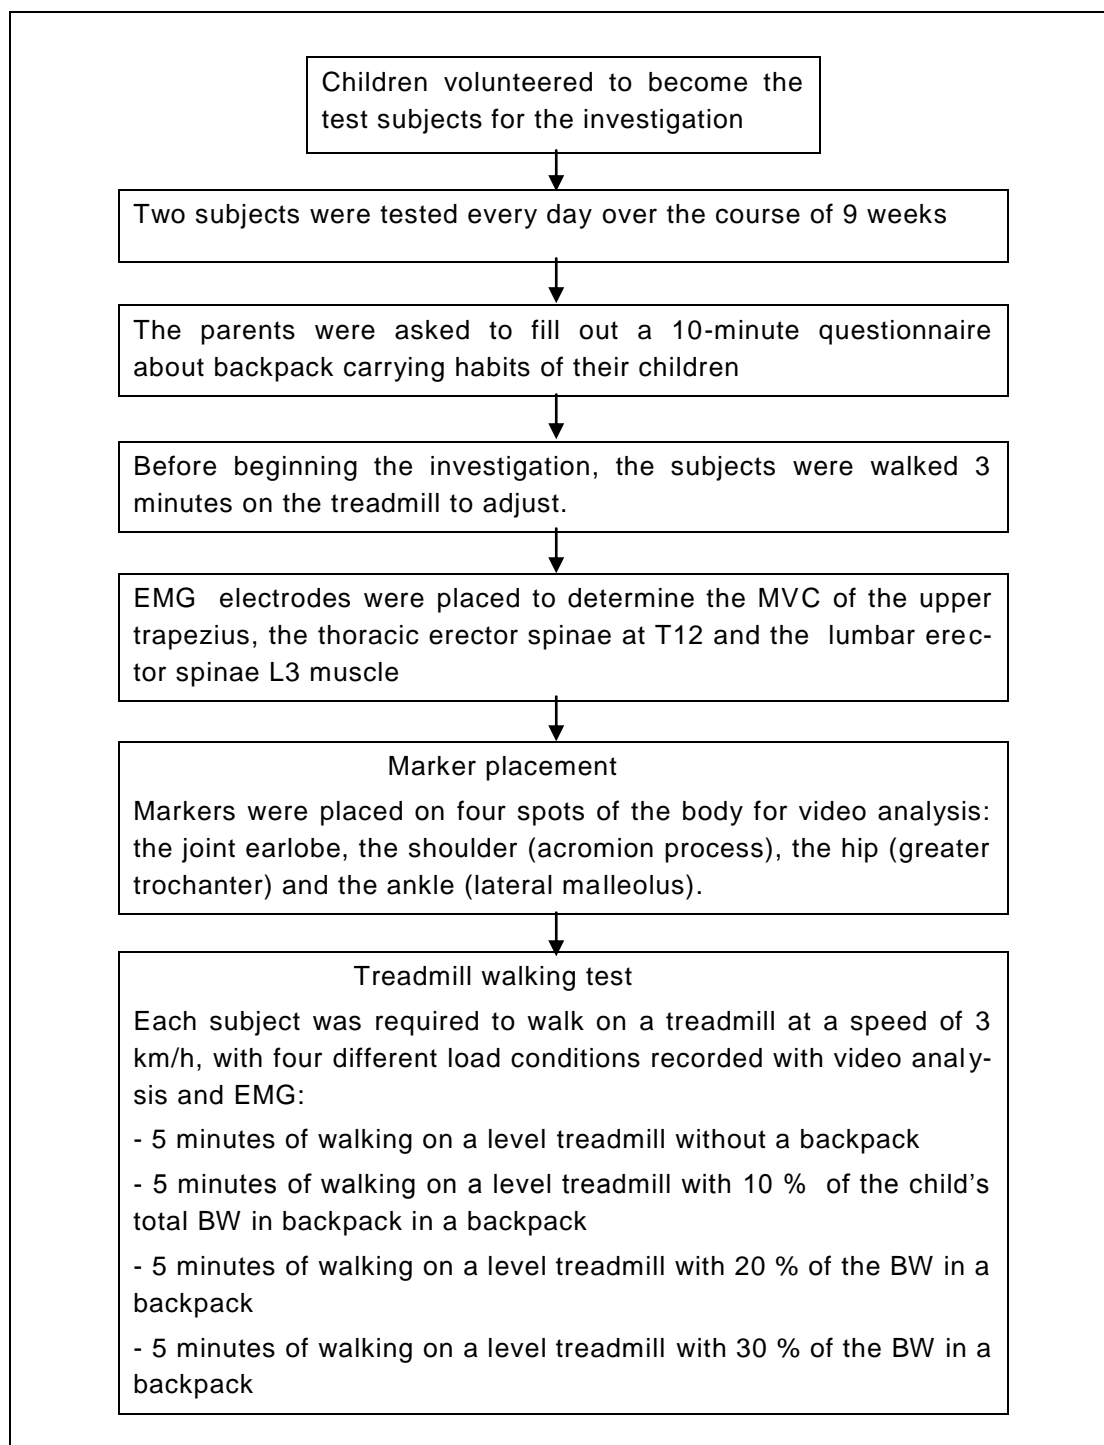 Children volunteered to become the
test subjects for the investigation
Two subjects were tested every day over the course of 9 weeks
The parents were asked to fill out a 10-minute questionnaire
about backpack carrying habits of their children
Before beginning the investigation, the subjects were walked 3
minutes on the treadmill to adjust.
EMG electrodes were placed to determine the MVC of the upper
trapezius, the thoracic erector spinae at T12 and the lumbar erec-
tor spinae L3 muscle
Marker placement
Markers were placed on four spots of the body for video analysis:
the joint earlobe, the shoulder (acromion process), the hip (greater
trochanter) and the ankle (lateral malleolus).
Treadmill walking test
Each subject was required to walk on a treadmill at a speed of 3
km/h, with four different load conditions recorded with video analy-
sis and EMG:
- 5 minutes of walking on a level treadmill without a backpack
- 5 minutes of walking on a level treadmill with 10 % of the child's
total BW in backpack in a backpack
- 5 minutes of walking on a level treadmill with 20 % of the BW in a
backpack
- 5 minutes of walking on a level treadmill with 30 % of the BW in a
backpack